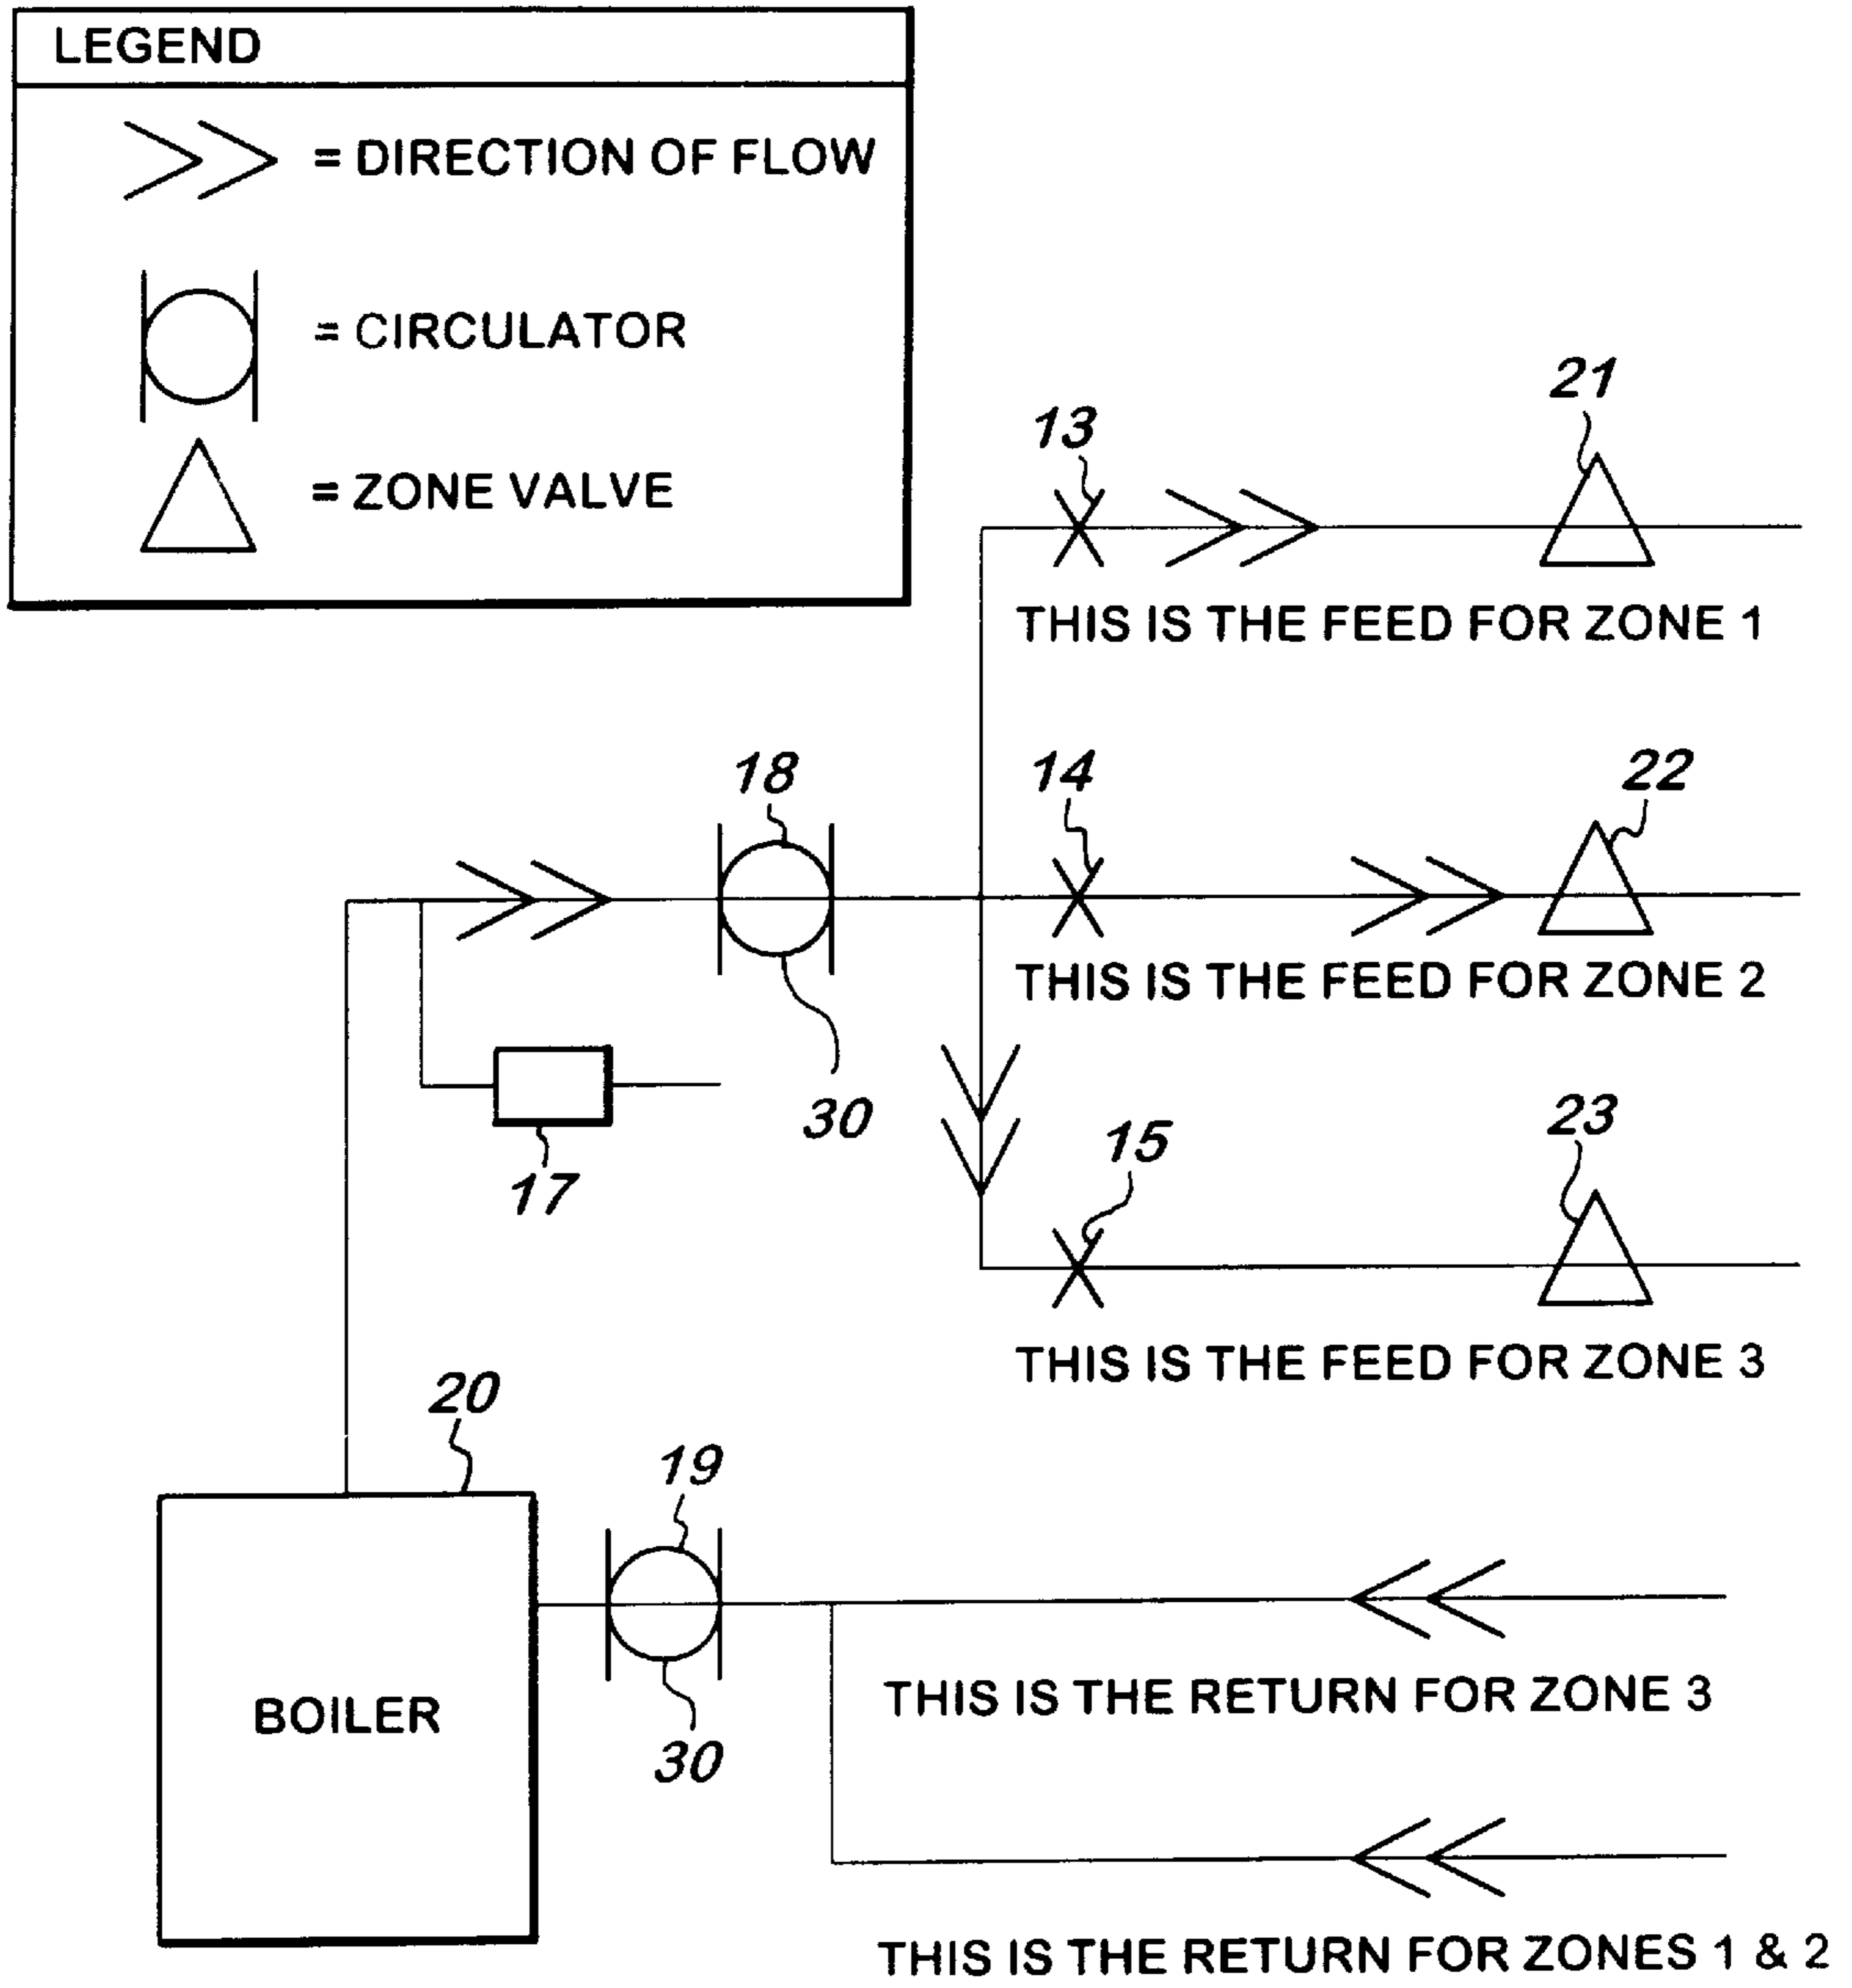 LEGEND
= DIRECTION OF FLOW
= CIRCULATOR
= ZONE VALVE
13
21
THIS IS THE FEED FOR ZONE 1
18
14
22
THIS IS THE FEED FOR ZONE 2
30
17
15
23
THIS IS THE FEED FOR ZONE 3
20
19
BOILER
THIS IS THE RETURN FOR ZONE 3
30
THIS IS THE RETURN FOR ZONES 1 & 2